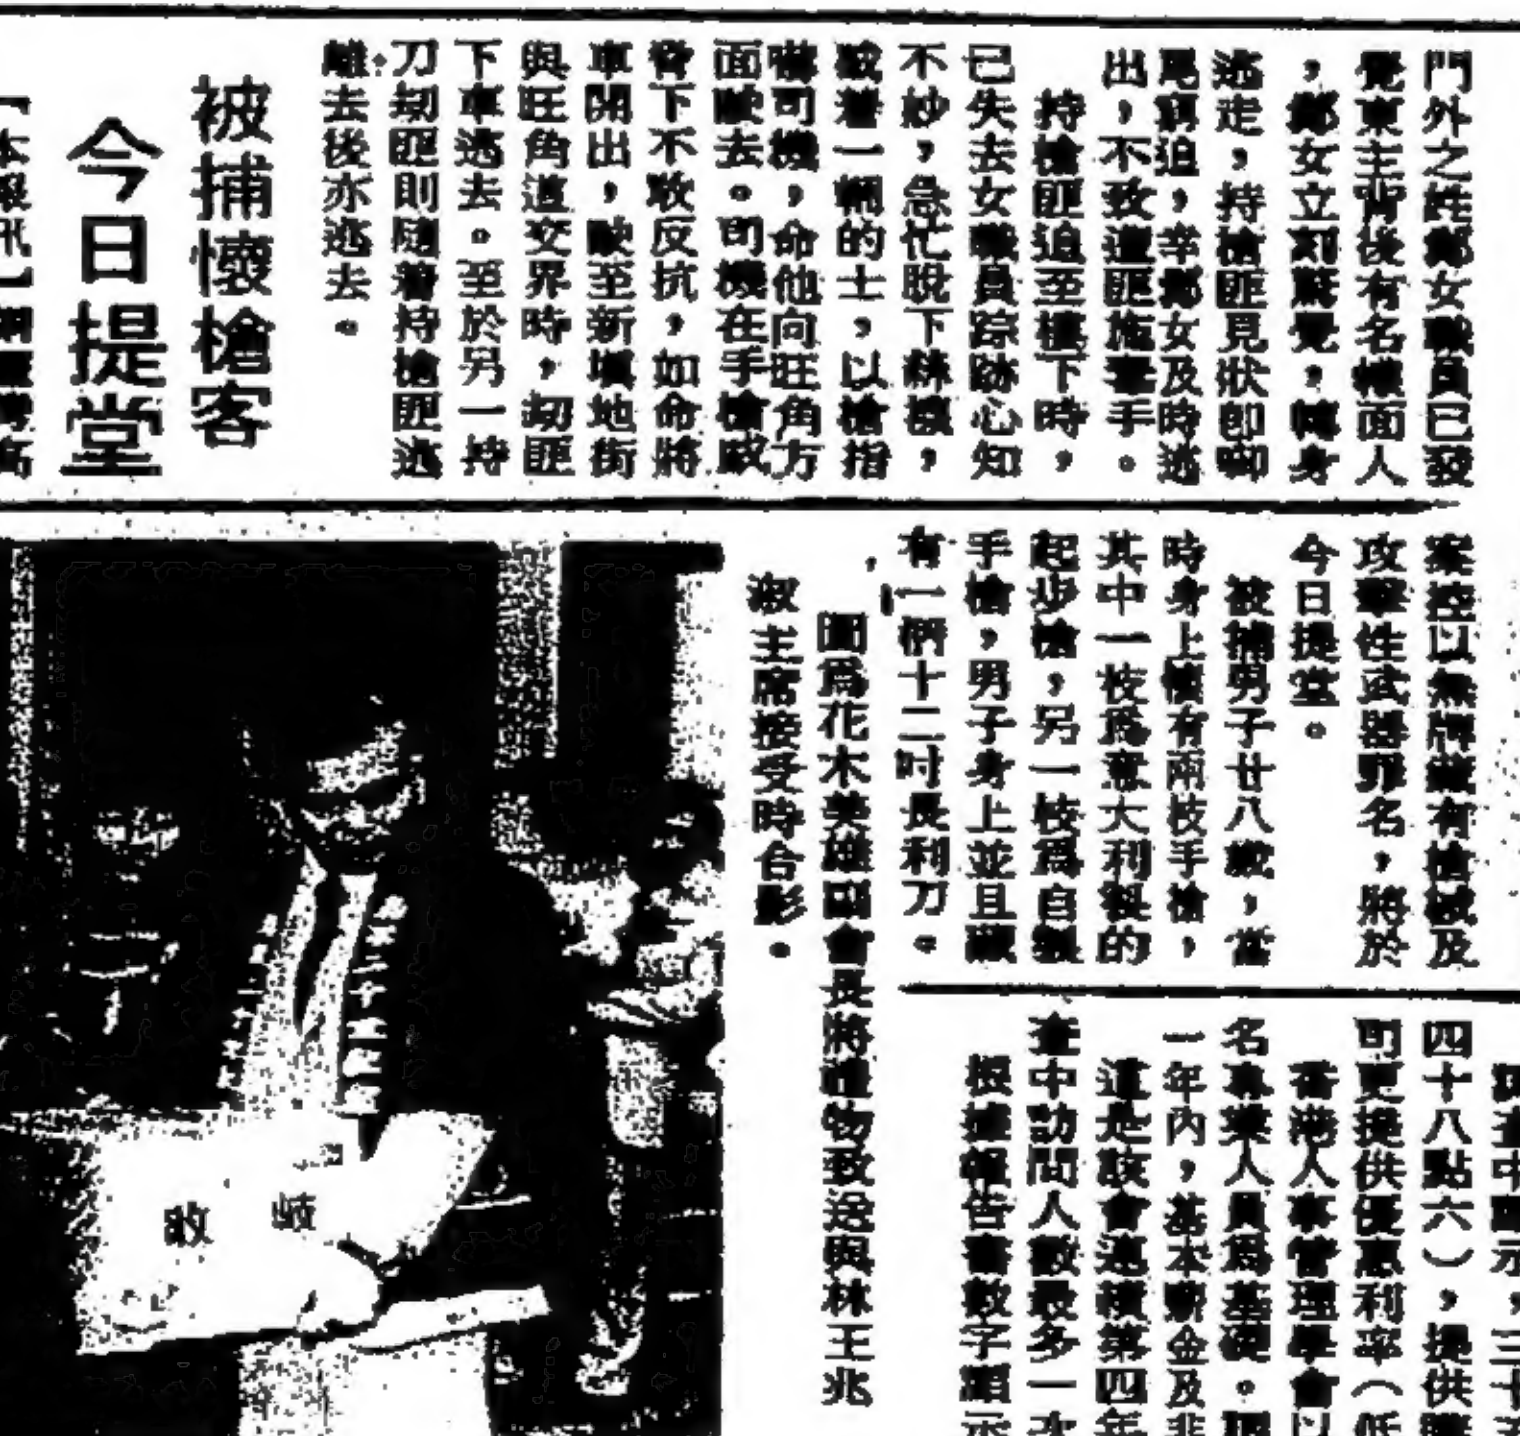 門外之姓鄭女職員已發
覺東主背後有名幪面人
，鄭女立刻驚覺，轉身
逃走，持槍匪見狀即啣
尾窮追，幸鄭女及時逃
出，不致遭匪施毒手。
持槍匪追至樓下時，
已失去女職員踪跡心知
不妙，急忙脫下絲襪，
截着一輛的士，以槍指
嚇司機，命他向旺角方
面駛去。司機在手槍威
脅下不敢反抗，如命將
車開出，駛至新填地街
與旺角道交界時，刧匪
下車逃去。至於另一持
刀刧匪則隨着持槍匪逃
離去後亦逃去。
被捕懷槍客
今日提堂
案控以無牌藏有槍械及
攻擊性武器罪名，將於
今日提堂。
被捕男子廿八歲，當
時身上懷有兩枝手槍，
其中一枝爲意大利製的
起步槍，另一枝爲自製
手槍，男子身上並且藏
有一柄十二吋長利刀。
圖爲花木英雄國會長將禮物致送與林王兆
淑主席接受時合影。
四十八點六），提供
司更提供優惠利率（低
香港人事管理學會以
名專業人員爲基礎。
一年內，基本薪金及非
這是該會連續第四年
查中訪問人數最多一次
根據報告書數字顯示